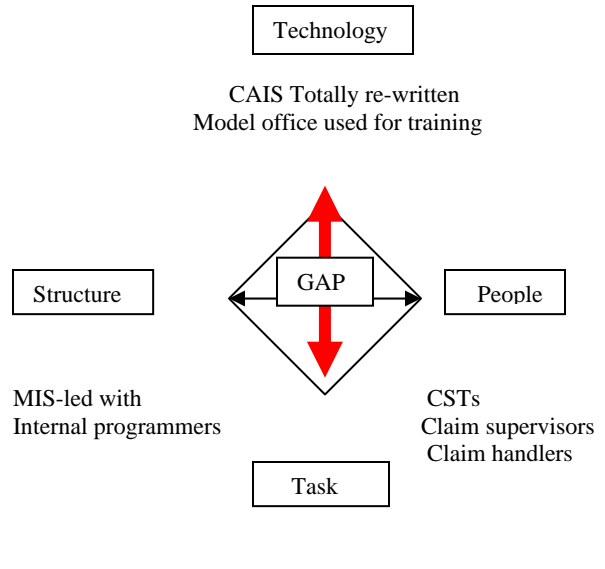 Technology
CAIS Totally re-written
Model office used for training
GAP
Structure
People
MIS-led with
Internal programmers
CSTs
Claim supervisors
Claim handlers
Task